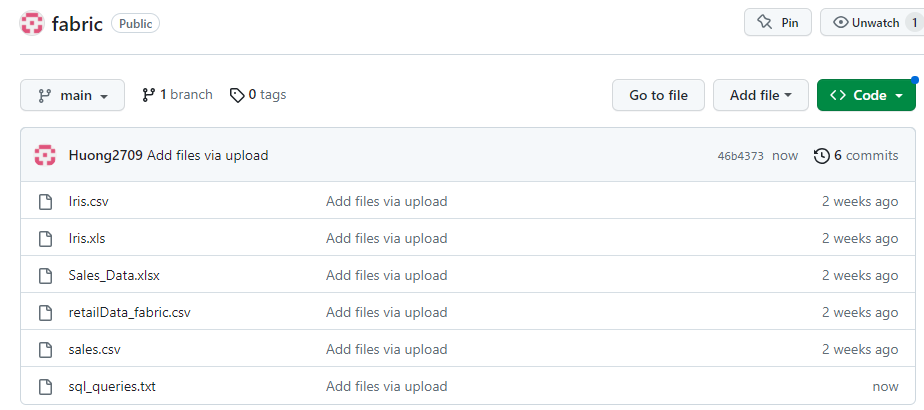 fabric Public Pin Unwatch 1
main 1 branch 0 tags Go to file Add file Code
Huong2709 Add files via upload 46b4373 now 6 commits
Iris.csv Add files via upload 2 weeks ago
Iris.xls Add files via upload 2 weeks ago
Sales_Data.xlsx Add files via upload 2 weeks ago
retailData_fabric.csv Add files via upload 2 weeks ago
sales.csv Add files via upload 2 weeks ago
sql_queries.txt Add files via upload now